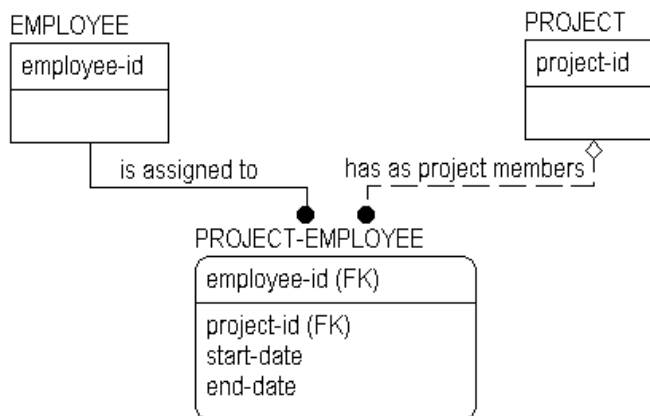 EMPLOYEE
employee-id
PROJECT
project-id
is assigned to
has as project members
PROJECT-EMPLOYEE
employee-id (FK)
project-id (FK)
start-date
end-date